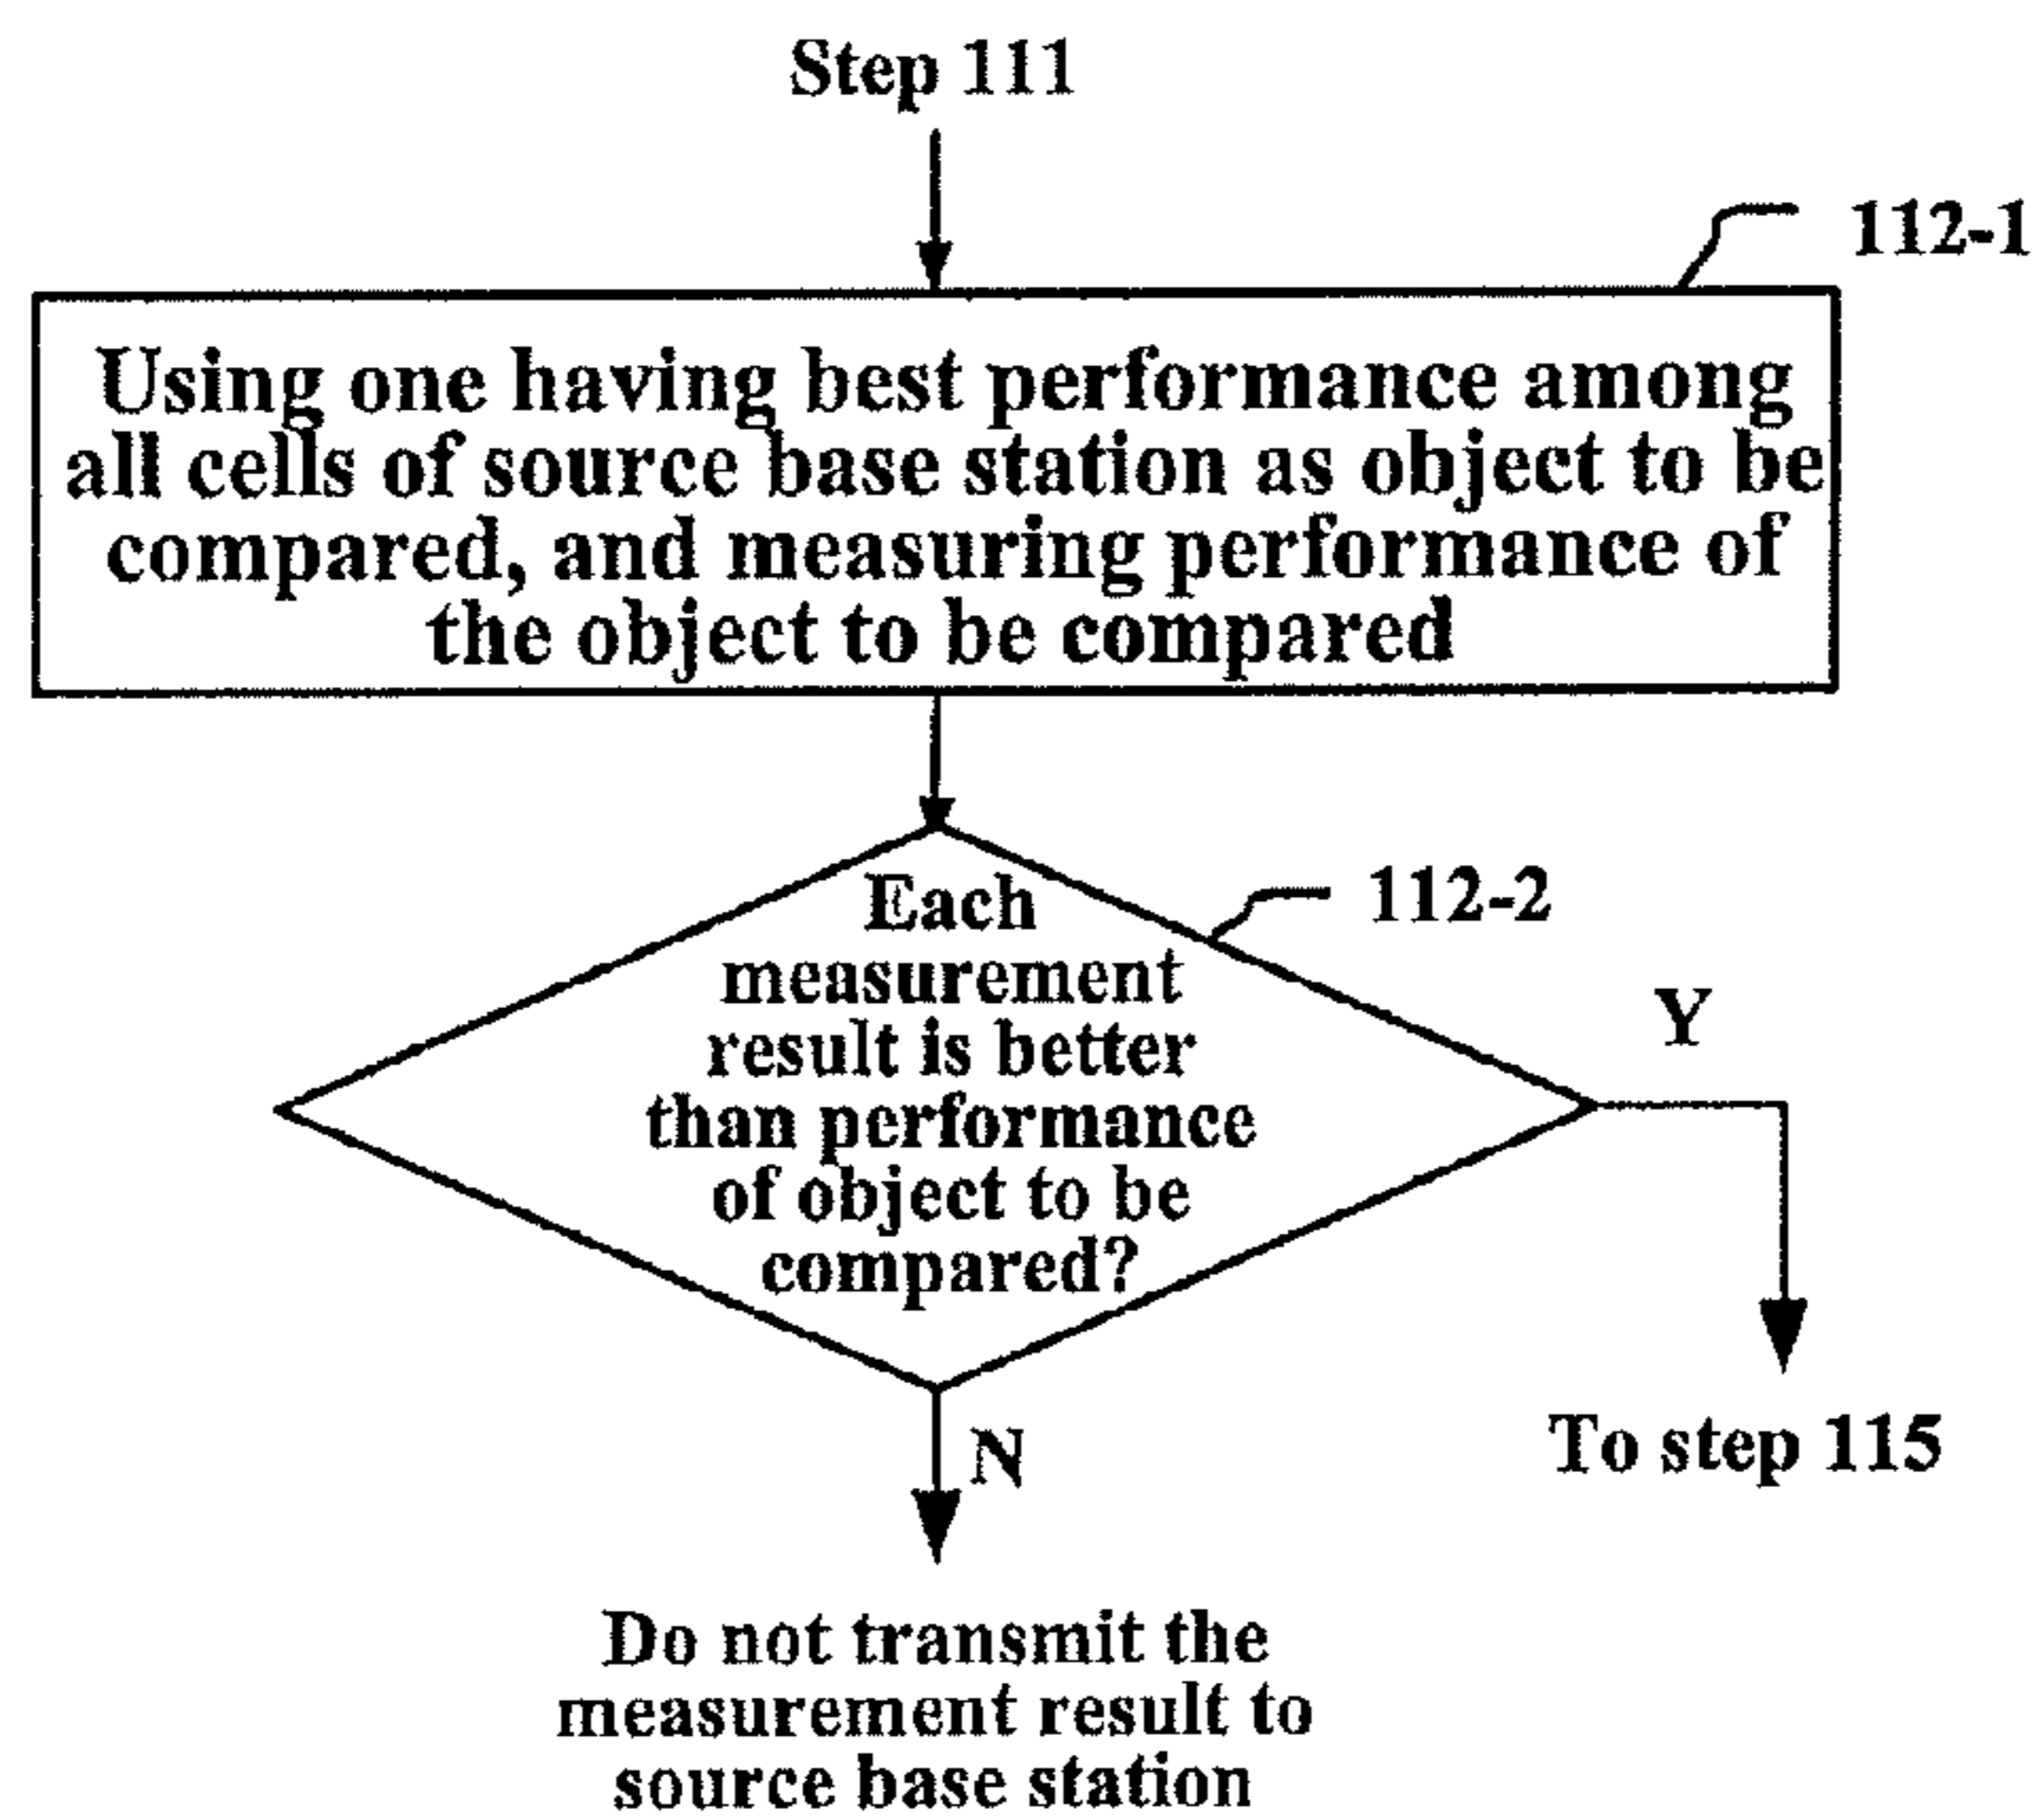 Step 111
112-1
Using one having best performance among
all cells of source base station as object to be
compared, and measuring performance of
the object to be compared
112-2
Each
measurement
result is better
than performance
of object to be
compared?
Y
To step 115
N
Do not transmit the
measurement result to
source base station